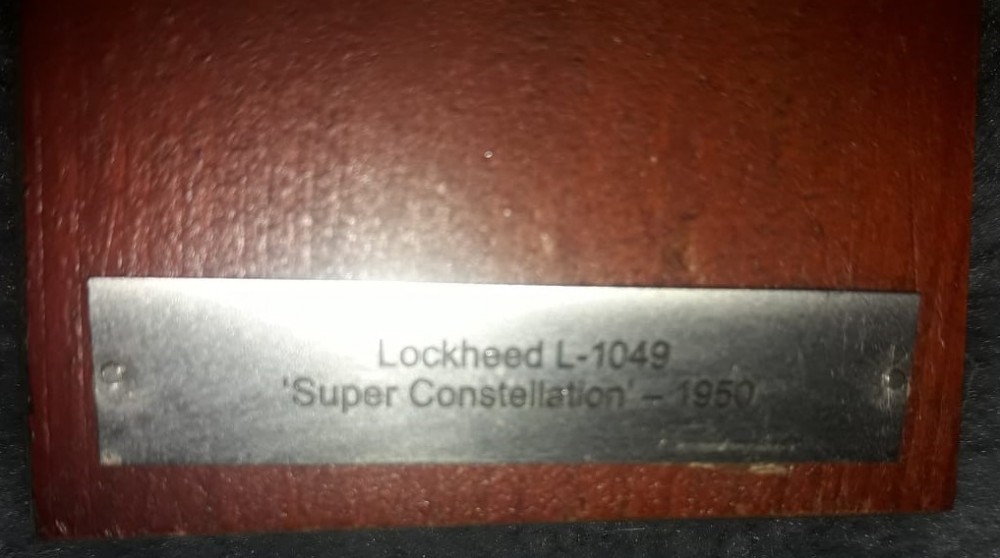 Lockheed L-1049
'Super Constellation' – 1950